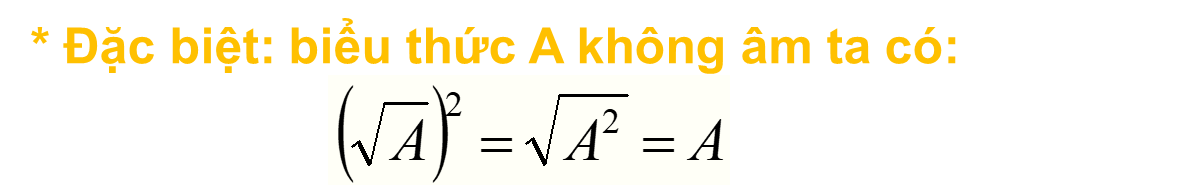 * Đặc biệt: biểu thức A không âm ta có:
(√A)² = √A² = A